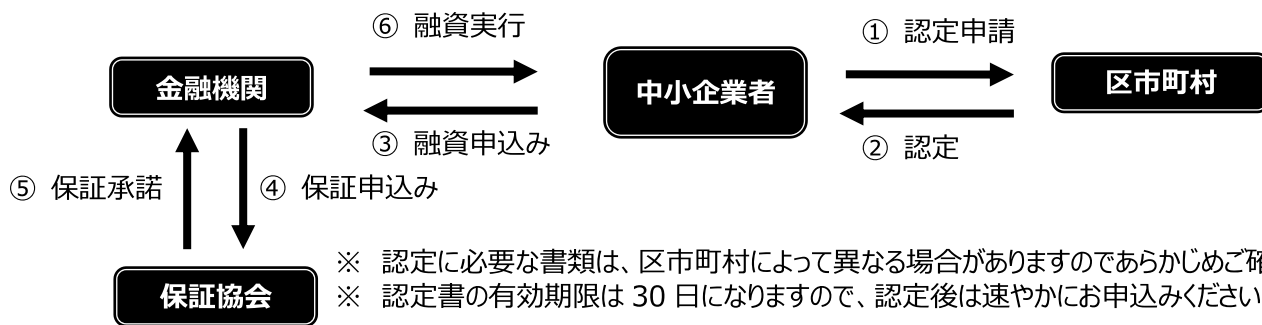 ⑥ 融資実行
① 認定申請
金融機関
中小企業者
区市町村
③ 融資申込み
② 認定
⑤ 保証承諾
④ 保証申込み
保証協会
※ 認定に必要な書類は、区市町村によって異なる場合がありますのであらかじめご確
※ 認定書の有効期限は 30 日になりますので、認定後は速やかにお申込みください